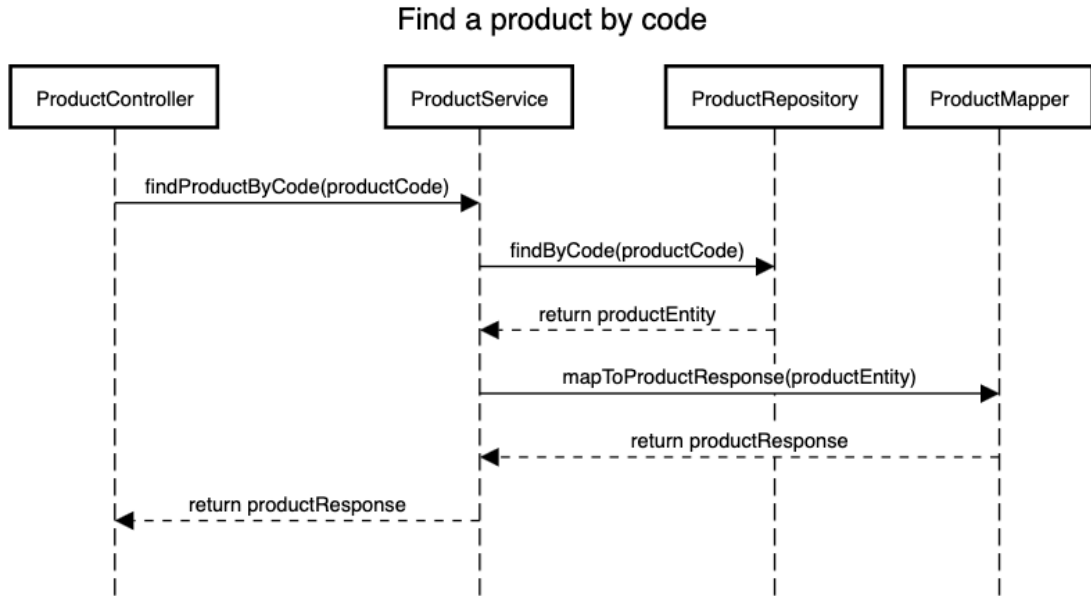 Find a product by code
ProductController
ProductService
ProductRepository
ProductMapper
findProductByCode(productCode)
findByCode(productCode)
return productEntity
mapToProductResponse(productEntity)
return productResponse
return productResponse